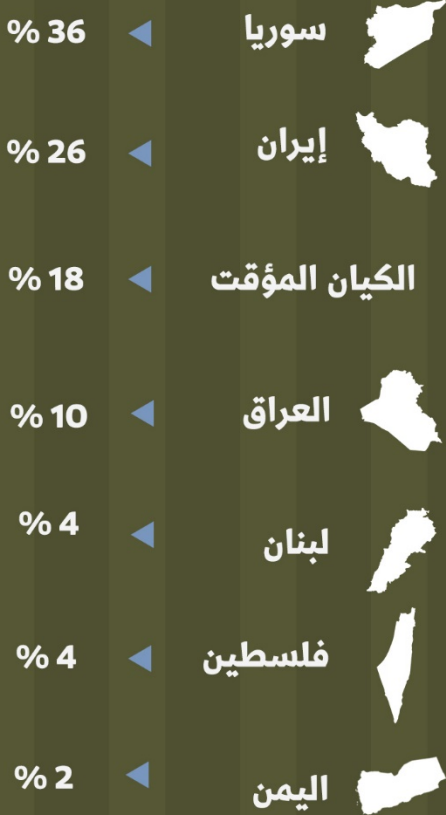 سوريا 36 %
إيران 26 %
الكيان المؤقت 18 %
العراق 10 %
لبنان 4 %
فلسطين 4 %
اليمن 2 %